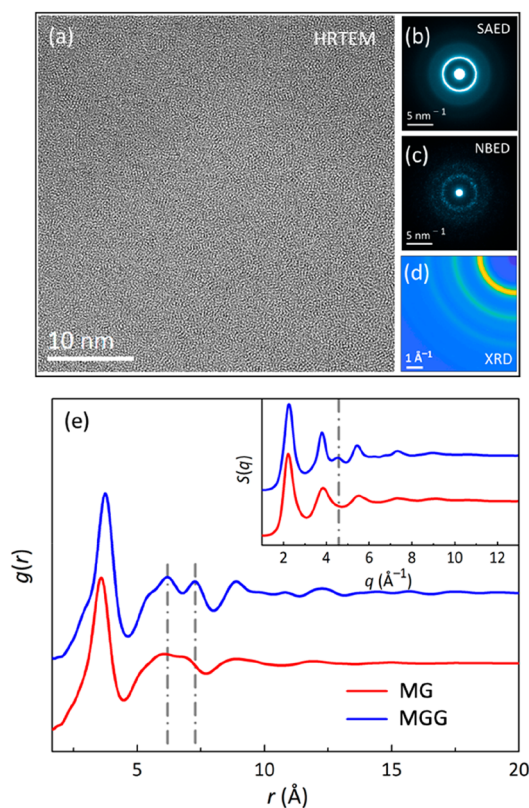 (a)
HRTEM
10 nm
(b)
SAED
5 nm⁻¹
(c)
NBED
5 nm⁻¹
(d)
1 Å⁻¹
XRD
(e)
g(r)
S(q)
2 4 6 8 10 12
q (Å⁻¹)
MG
MGG
5 10 15 20
r (Å)